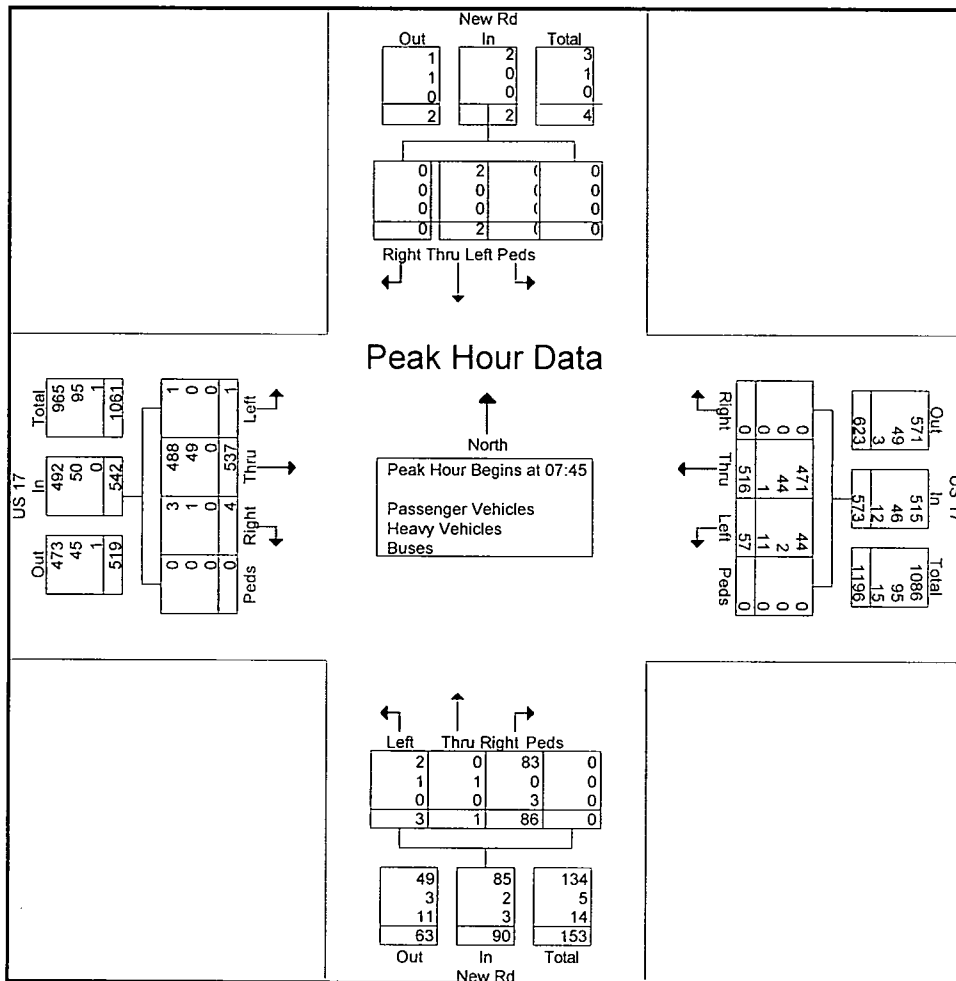 New Rd
Out In Total
1 2 3
1 0 1
0 0 0
2 2 4
0 2 0 0
0 0 0 0
0 0 0 0
0 2 0 0
Right Thru Left Peds
Peak Hour Data
North
Peak Hour Begins at 07:45
Passenger Vehicles
Heavy Vehicles
Buses
US 17
Total In Out
965 492 473
95 50 45
1 0 1
1061 542 519
Left Thru Right Peds
1 488 3 0
0 49 1 0
0 0 0 0
1 537 4 0
US 17
Out In Total
571 515 1086
49 46 95
3 12 15
623 573 1196
Right Thru Left Peds
0 471 44 0
0 44 2 0
0 1 11 0
0 516 57 0
Left Thru Right Peds
2 0 83 0
1 1 0 0
0 0 3 0
3 1 86 0
49 85 134
3 2 5
11 3 14
63 90 153
Out In Total
New Rd